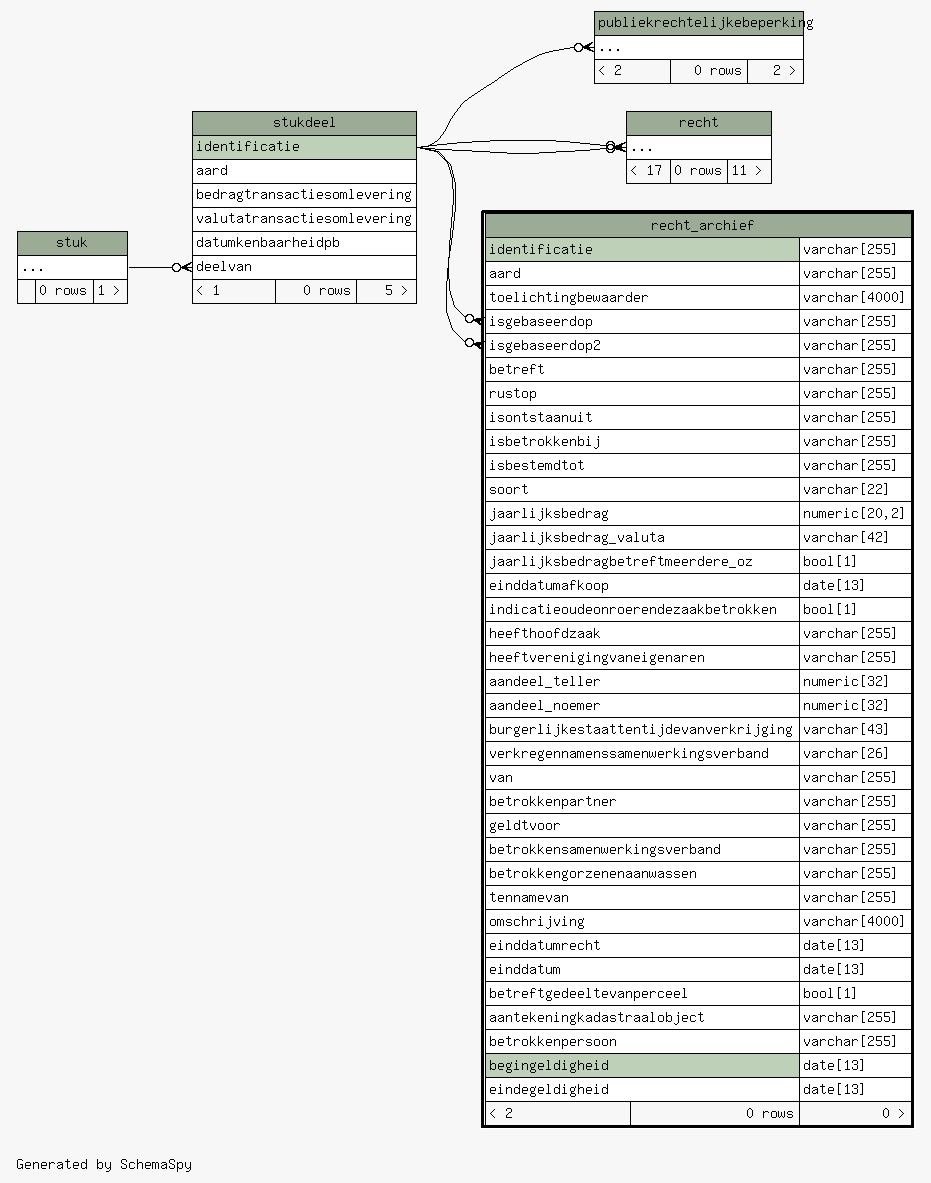 publiekrechtelijkebeperking
...
< 2 0 rows 2 >
stukdeel
identificatie
aard
bedragtransactiesomlevering
valutatransactiesomlevering
datumkenbaarheidpb
deelvan
< 1 0 rows 5 >
recht
...
< 17 0 rows 11 >
stuk
...
0 rows 1 >
recht_archief
identificatie varchar[255]
aard varchar[255]
toelichtingbewaarder varchar[4000]
isgebaseerdop varchar[255]
isgebaseerdop2 varchar[255]
betreft varchar[255]
rustop varchar[255]
isontstaanuit varchar[255]
isbetrokkenbij varchar[255]
isbestemdtot varchar[255]
soort varchar[22]
jaarlijksbedrag numeric[20,2]
jaarlijksbedrag_valuta varchar[42]
jaarlijksbedragbetreftmeerdere_oz bool[1]
einddatumafkoop date[13]
indicatieoudeonroerendezaakbetrokken bool[1]
heefthoofdzaak varchar[255]
heeftverenigingvaneigenaren varchar[255]
aandeel_teller numeric[32]
aandeel_noemer numeric[32]
burgerlijkestaattentijdevanverkrijging varchar[43]
verkregennamenssamenwerkingsverband varchar[26]
van varchar[255]
betrokkenpartner varchar[255]
geldtvoor varchar[255]
betrokkensamenwerkingsverband varchar[255]
betrokkengorzenenaanwassen varchar[255]
tennamevan varchar[255]
omschrijving varchar[4000]
einddatumrecht date[13]
einddatum date[13]
betreftgedeeltevanperceel bool[1]
aantekeningkadastraalobject varchar[255]
betrokkenpersoon varchar[255]
begingeldigheid date[13]
eindegeldigheid date[13]
< 2 0 rows 0 >
Generated by SchemaSpy